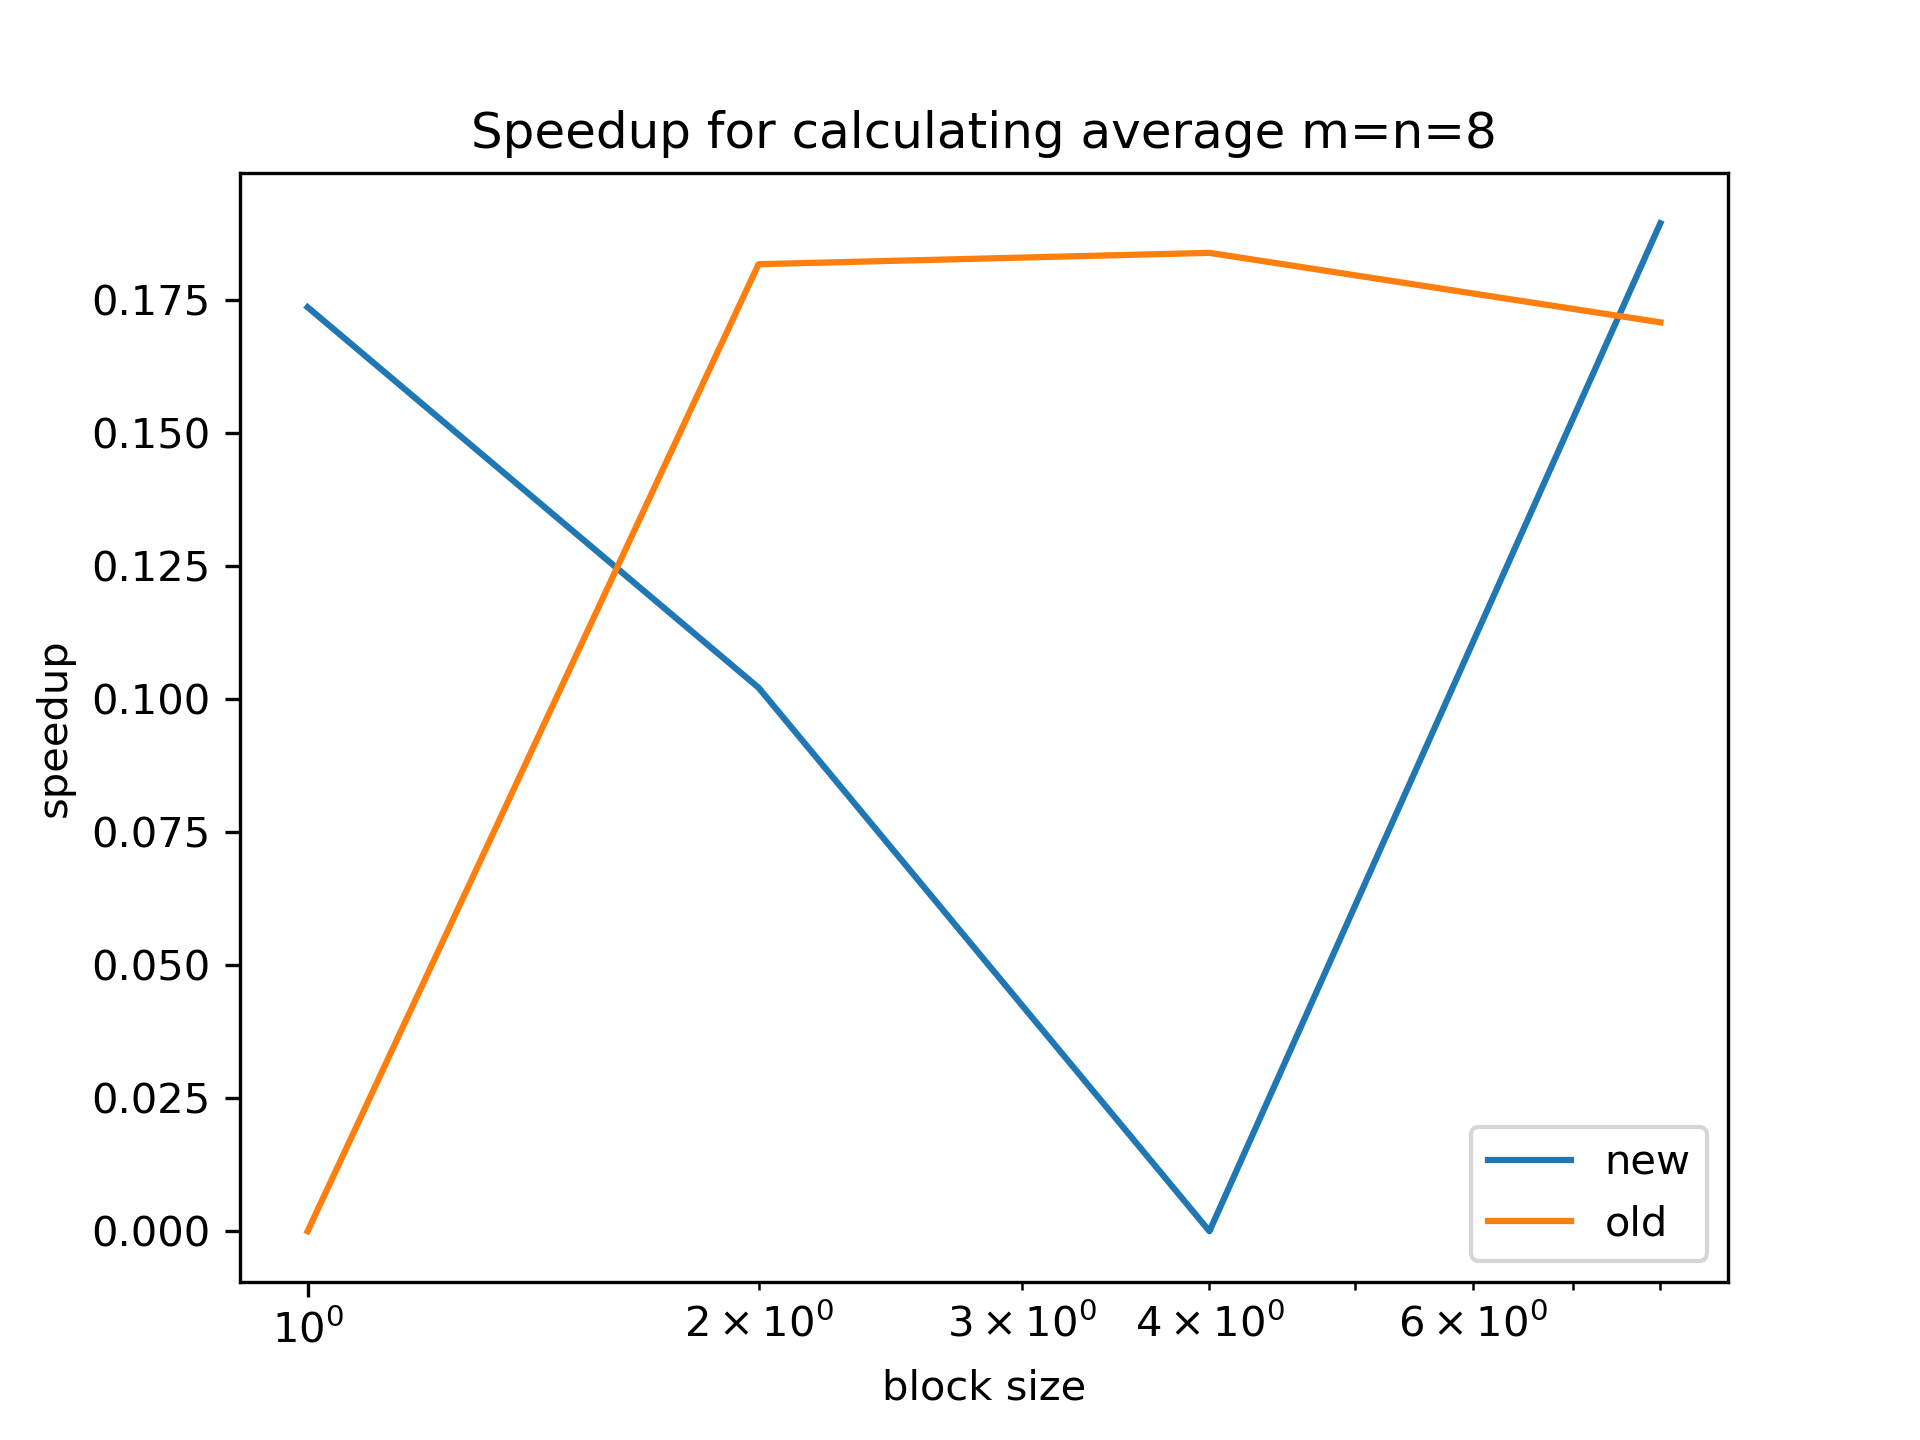 Speedup for calculating average m=n=8
speedup
0.175
0.150
0.125
0.100
0.075
0.050
0.025
0.000
new
old
10⁰
2 × 10⁰
3 × 10⁰
4 × 10⁰
6 × 10⁰
block size